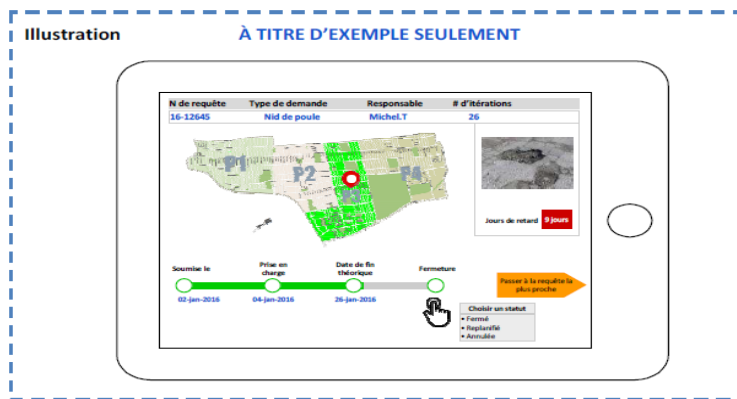 Illustration
À TITRE D'EXEMPLE SEULEMENT
N de requête Type de demande Responsable # d'itérations
16-12645 Nid de poule Michel.T 26
P1 P2 P3 P4
Jours de retard 9 jours
Soumise le
Prise en
charge
Date de fin
théorique
Fermeture
02-jan-2016 04-jan-2016 26-jan-2016
Passer à la requête la
plus proche
Choisir un statut
• Fermé
• Replanifié
• Annulée